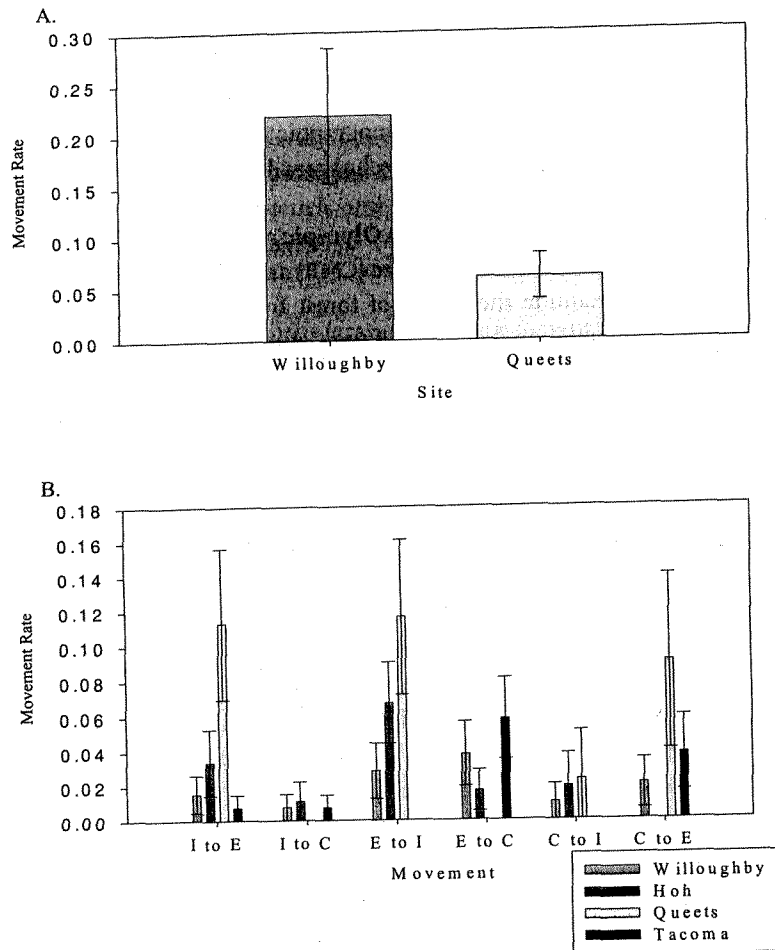 A.
Movement Rate
0.30
0.25
0.20
0.15
0.10
0.05
0.00
Willoughby
Queets
Site
B.
Movement Rate
0.18
0.16
0.14
0.12
0.10
0.08
0.06
0.04
0.02
0.00
I to E
I to C
E to I
E to C
C to I
C to E
Movement
Willoughby
Hoh
Queets
Tacoma